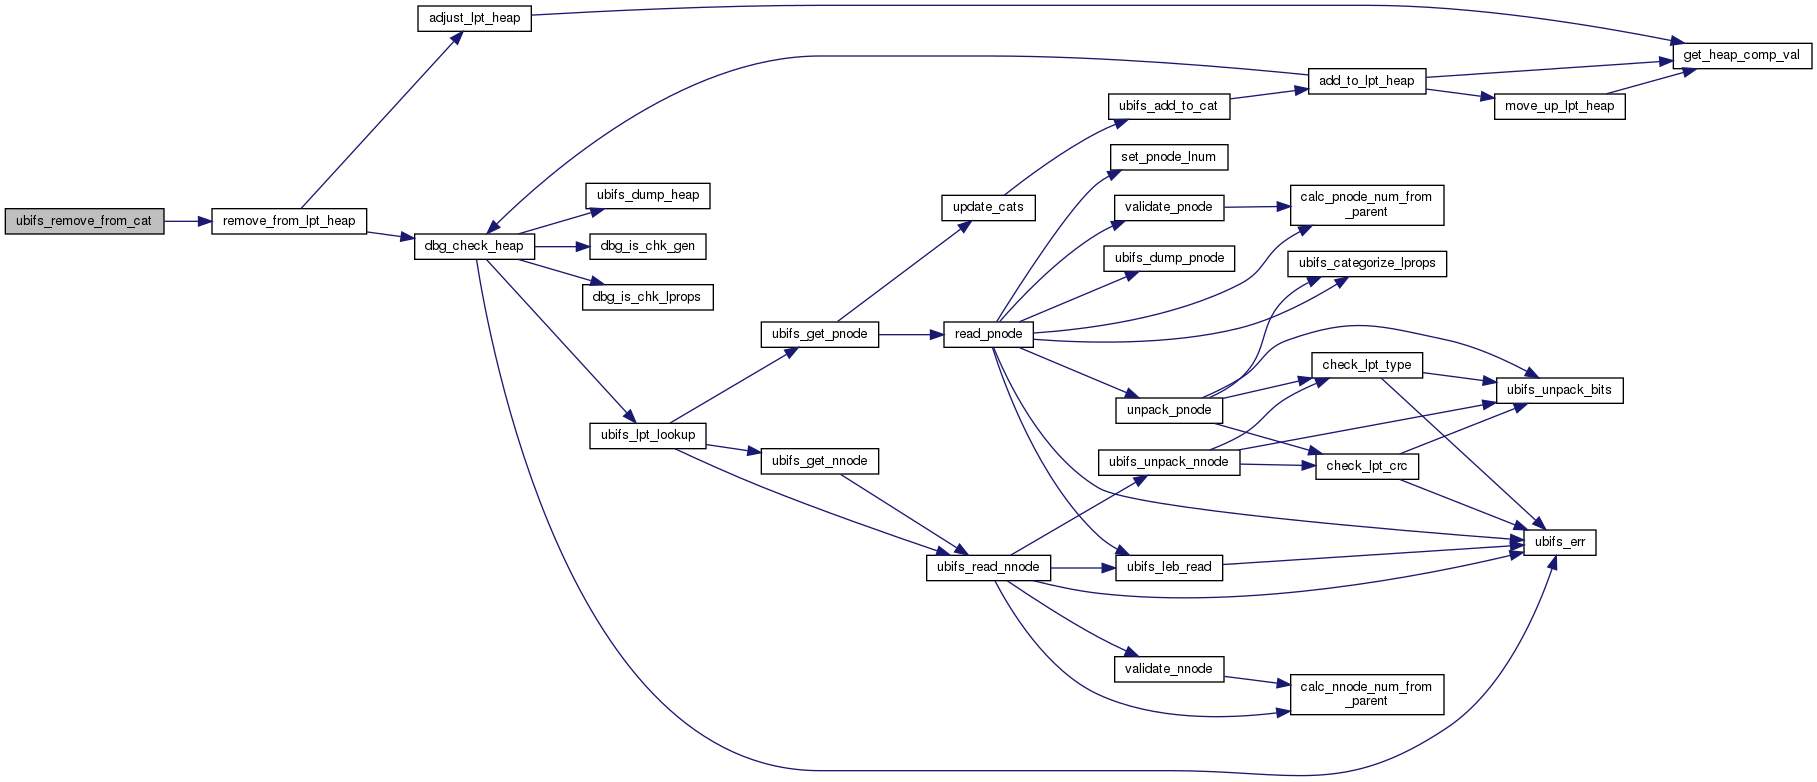 adjust_lpt_heap
get_heap_comp_val
add_to_lpt_heap
ubifs_add_to_cat
move_up_lpt_heap
set_pnode_lnum
ubifs_dump_heap
update_cats
validate_pnode
calc_pnode_num_from
_parent
ubifs_remove_from_cat
remove_from_lpt_heap
dbg_check_heap
dbg_is_chk_gen
ubifs_dump_pnode
ubifs_categorize_lprops
dbg_is_chk_lprops
ubifs_get_pnode
read_pnode
check_lpt_type
ubifs_unpack_bits
unpack_pnode
ubifs_lpt_lookup
ubifs_get_nnode
ubifs_unpack_nnode
check_lpt_crc
ubifs_err
ubifs_read_nnode
ubifs_leb_read
validate_nnode
calc_nnode_num_from
_parent